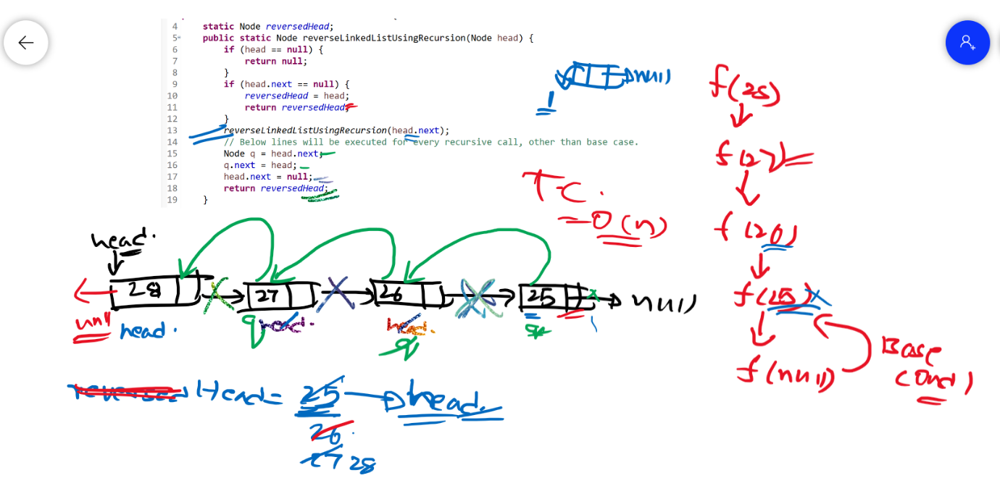 4 static Node reversedHead;
5 public static Node reverseLinkedListUsingRecursion(Node head) {
6 if (head == null) {
7 return null;
8 }
9 if (head.next == null) {
10 reversedHead = head;
11 return reversedHead;
12 }
13 reverseLinkedListUsingRecursion(head.next);
14 // Below lines will be executed for every recursive call, other than base case.
15 Node q = head.next;
16 q.next = head;
17 head.next = null;
18 return reversedHead;
19 }
null
1
T C.
= O(n)
f(28)
f(27)
f(26)
f(25)
f(null)
Base
Cond)
head.
28 27 26 25 null
null head. q head. head. q
q
reversed Head = 25 head.
26
27 28